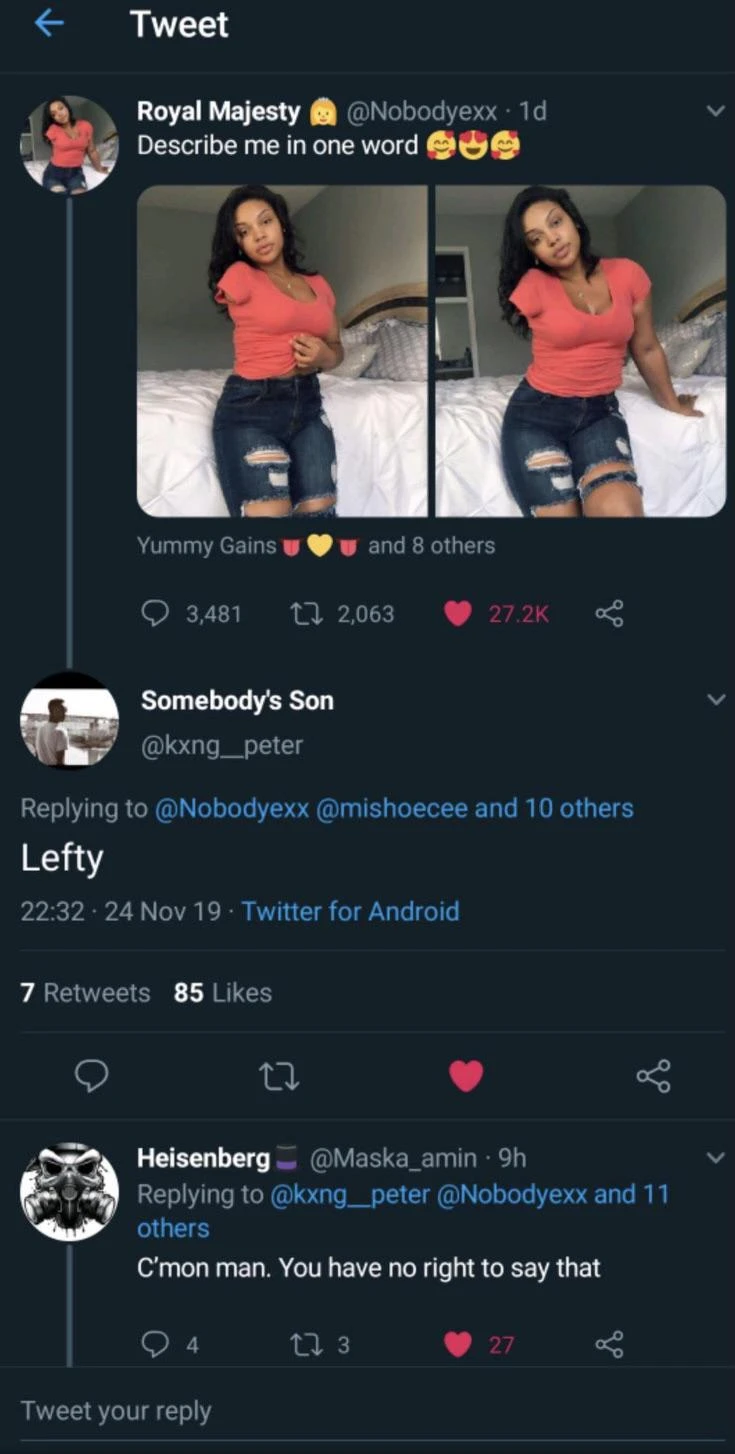 Tweet
Royal Majesty 👸 @Nobodyexx · 1d
Describe me in one word 🥰😍🥰
Yummy Gains👅💛👅 and 8 others
3,481 2,063 27.2K
Somebody's Son
@kxng__peter
Replying to @Nobodyexx @mishoecee and 10 others
Lefty
22:32 · 24 Nov 19 · Twitter for Android
7 Retweets 85 Likes
Heisenberg🎩 @Maska_amin · 9h
Replying to @kxng__peter @Nobodyexx and 11
others
C'mon man. You have no right to say that
4 3 27
Tweet your reply